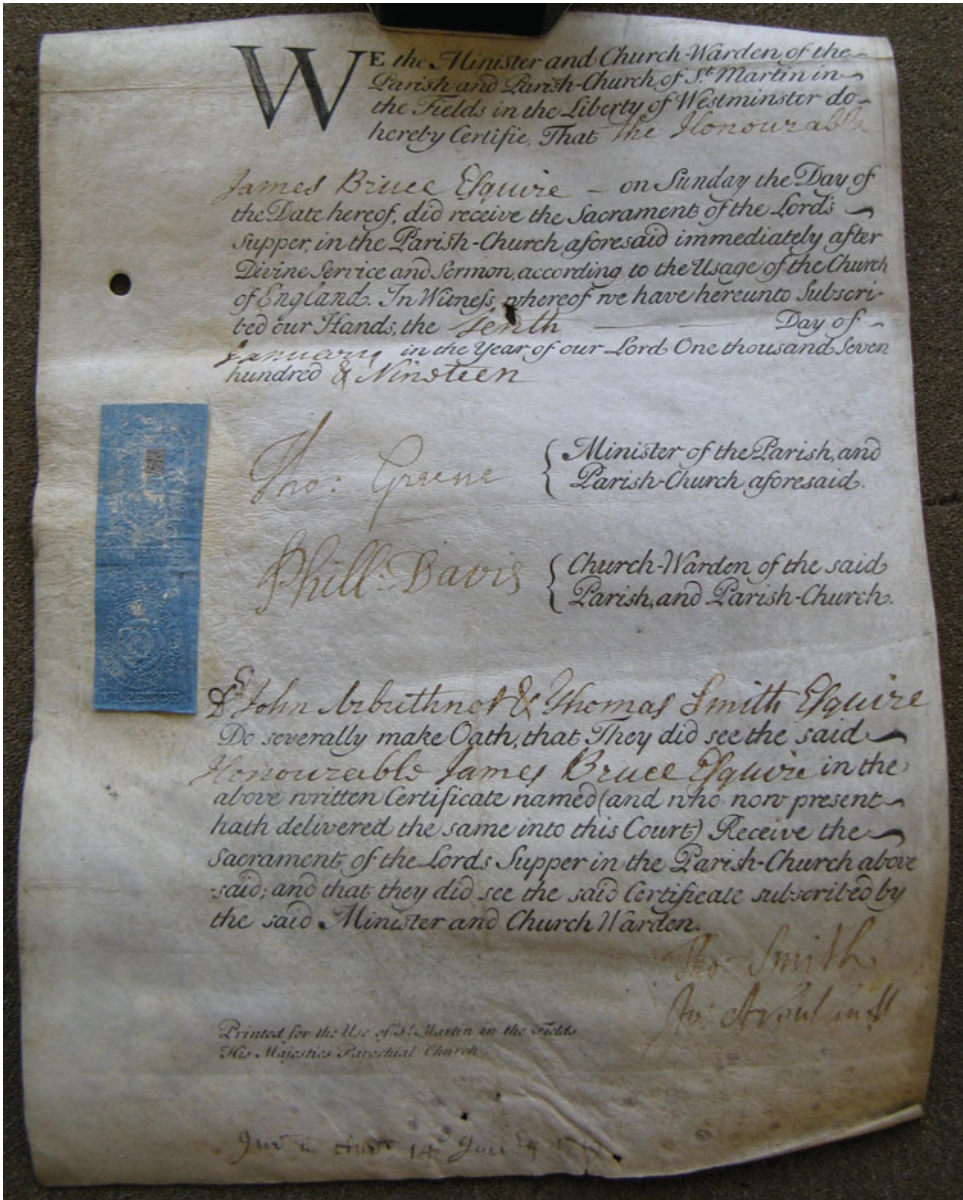 WE the Minister and Church-Warden of the
Parish and Parish-Church of St. Martin in
the Fields in the Liberty of Westminster do
hereby Certifie, That the Honourable
James Bruce Esquire – on Sunday the Day of
the Date hereof, did receive the Sacrament of the Lords
Supper, in the Parish-Church aforesaid immediately after
Divine Service and Sermon, according to the Usage of the Church
of England. In Witness whereof we have hereunto Subscri-
bed our Hands, the Tenth Day of
January in the Year of our Lord One thousand Seven
hundred & Nineteen
Tho: Greene
Minister of the Parish, and
Parish-Church aforesaid.
Phill: Davis
Church-Warden of the said
Parish, and Parish-Church.
Dr John Arbuthnot & Thomas Smith Esquire
Do severally make Oath, that They did see the said
Honourable James Bruce Esquire in the
above written Certificate named (and who now present
hath delivered the same into this Court) Receive the
Sacrament of the Lords Supper in the Parish-Church above
said; and that they did see the said Certificate subscribed by
the said Minister and Church Warden.
Tho: Smith
Jo: Arbuthnott
Printed for the Use of St. Martin in the Fields
His Majesties Parochial Church